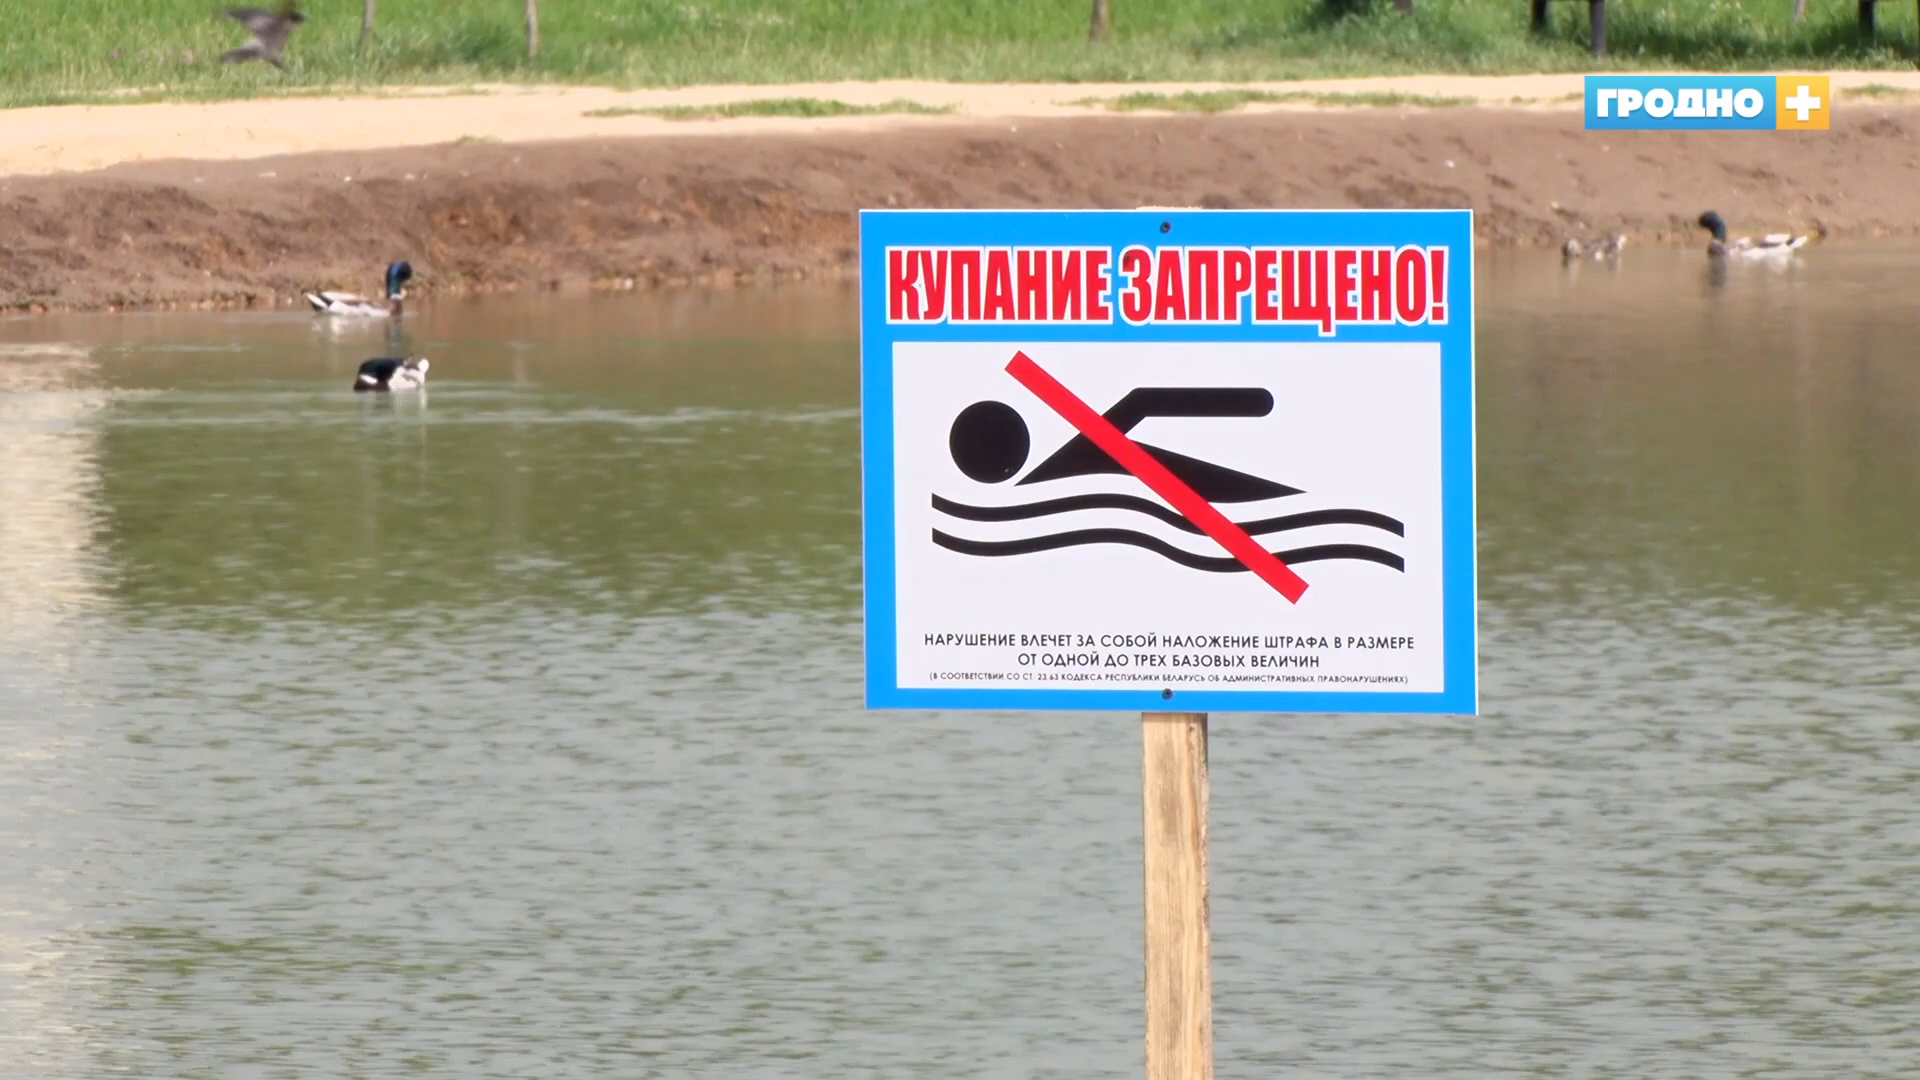 ГРОДНО +
КУПАНИЕ ЗАПРЕЩЕНО!
НАРУШЕНИЕ ВЛЕЧЕТ ЗА СОБОЙ НАЛОЖЕНИЕ ШТРАФА В РАЗМЕРЕ
ОТ ОДНОЙ ДО ТРЕХ БАЗОВЫХ ВЕЛИЧИН
(В СООТВЕТСТВИИ СО СТ. 23.63 КОДЕКСА РЕСПУБЛИКИ БЕЛАРУСЬ ОБ АДМИНИСТРАТИВНЫХ ПРАВОНАРУШЕНИЯХ)